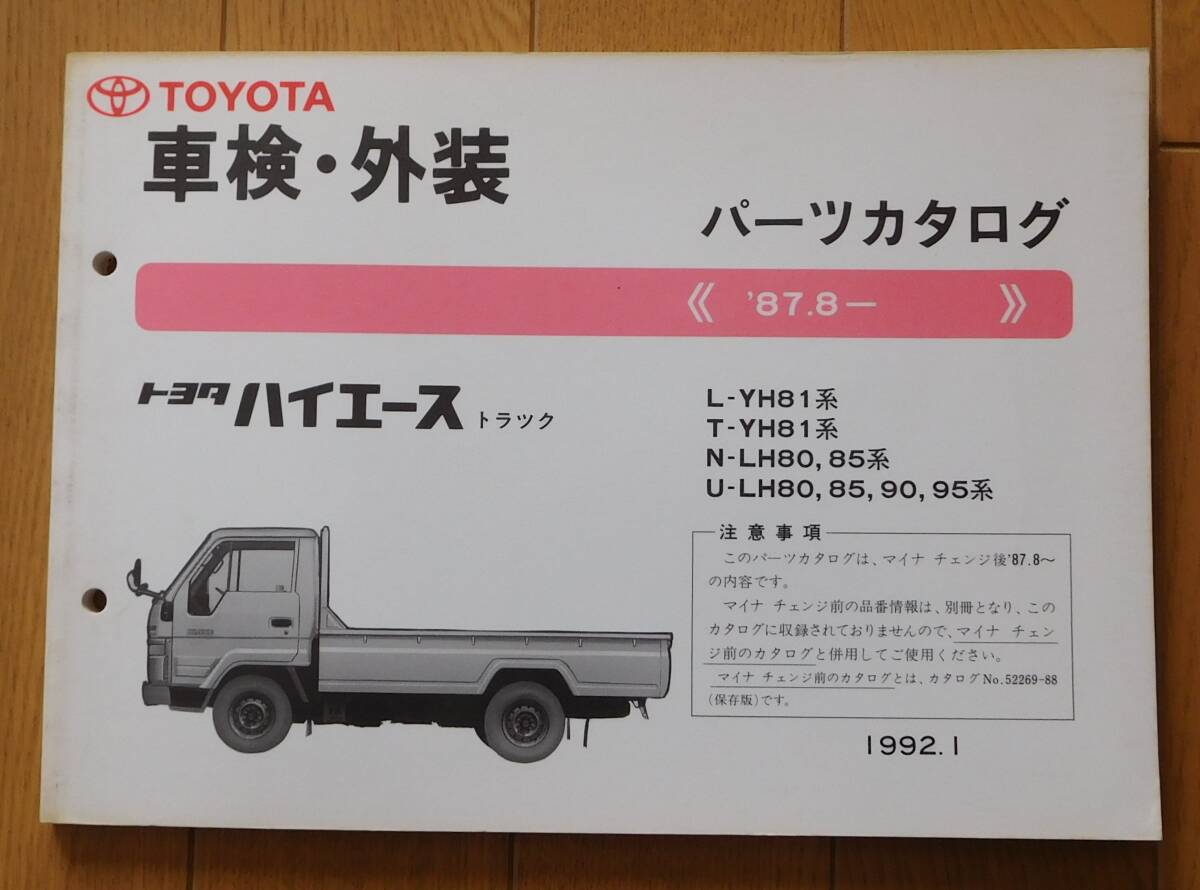 TOYOTA
車検・外装
パーツカタログ
《 '87.8ー 》
トヨタ ハイエース トラック
L-YH81系
T-YH81系
N-LH80, 85系
U-LH80, 85, 90, 95系
注意事項
このパーツカタログは、マイナ チェンジ後'87.8〜
の内容です。
マイナ チェンジ前の品番情報は、別冊となり、この
カタログに収録されておりませんので、マイナ チェン
ジ前のカタログと併用してご使用ください。
マイナ チェンジ前のカタログとは、カタログNo.52269-88
(保存版)です。
1992.1